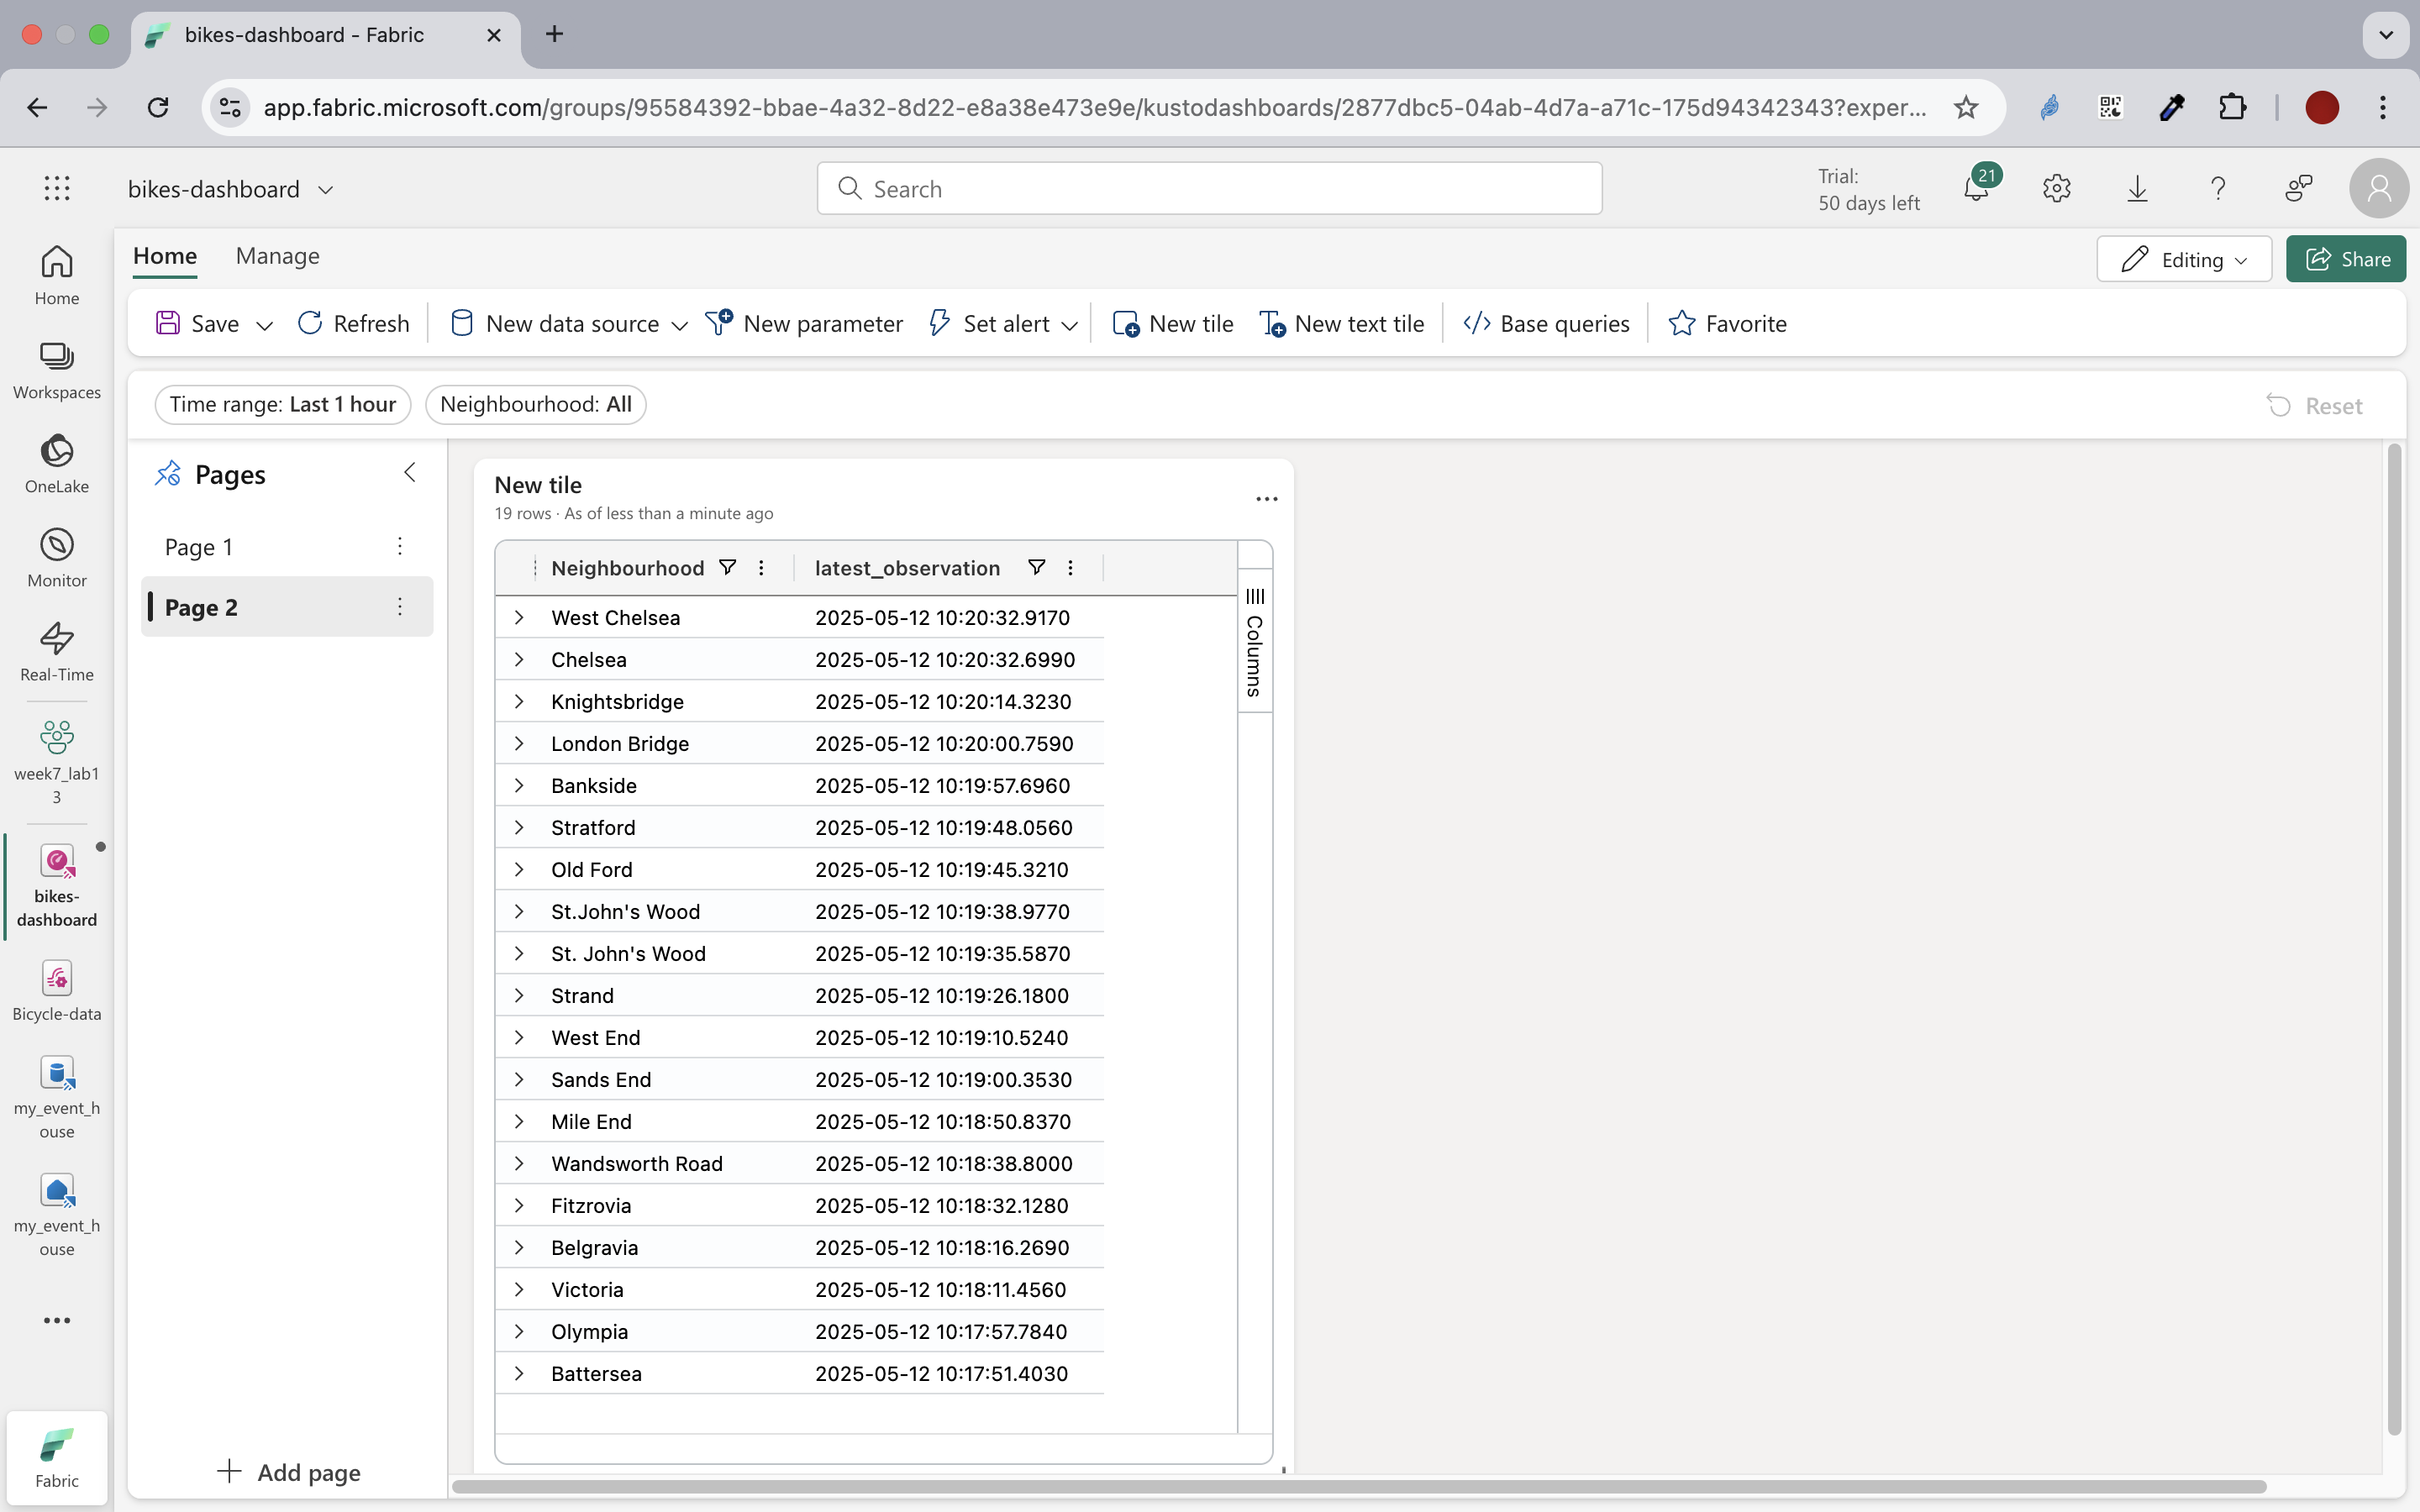 bikes-dashboard - Fabric
app.fabric.microsoft.com/groups/95584392-bbae-4a32-8d22-e8a38e473e9e/kustodashboards/2877dbc5-04ab-4d7a-a71c-175d94342343?exper...
bikes-dashboard
Search
Trial:
50 days left
21
Home
Manage
Editing
Share
Save
Refresh
New data source
New parameter
Set alert
New tile
New text tile
Base queries
Favorite
Time range: Last 1 hour
Neighbourhood: All
Reset
Home
Workspaces
OneLake
Monitor
Real-Time
week7_lab1
3
bikes-
dashboard
Bicycle-data
my_event_h
ouse
my_event_h
ouse
Fabric
Pages
Page 1
Page 2
Add page
New tile
19 rows · As of less than a minute ago
Neighbourhood latest_observation
West Chelsea 2025-05-12 10:20:32.9170
Chelsea 2025-05-12 10:20:32.6990
Knightsbridge 2025-05-12 10:20:14.3230
London Bridge 2025-05-12 10:20:00.7590
Bankside 2025-05-12 10:19:57.6960
Stratford 2025-05-12 10:19:48.0560
Old Ford 2025-05-12 10:19:45.3210
St.John's Wood 2025-05-12 10:19:38.9770
St. John's Wood 2025-05-12 10:19:35.5870
Strand 2025-05-12 10:19:26.1800
West End 2025-05-12 10:19:10.5240
Sands End 2025-05-12 10:19:00.3530
Mile End 2025-05-12 10:18:50.8370
Wandsworth Road 2025-05-12 10:18:38.8000
Fitzrovia 2025-05-12 10:18:32.1280
Belgravia 2025-05-12 10:18:16.2690
Victoria 2025-05-12 10:18:11.4560
Olympia 2025-05-12 10:17:57.7840
Battersea 2025-05-12 10:17:51.4030
Columns